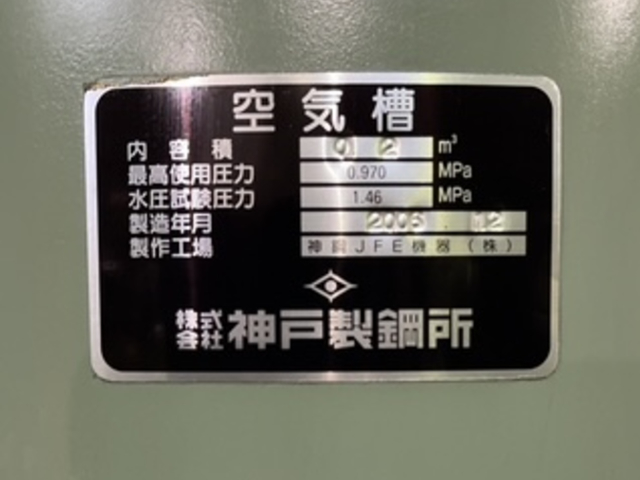 空気槽
内容積 0.2 m³
最高使用圧力 0.970 MPa
水圧試験圧力 1.46 MPa
製造年月 2006.12
製作工場 神鋼JFE機器(株)
株式会社 神戸製鋼所